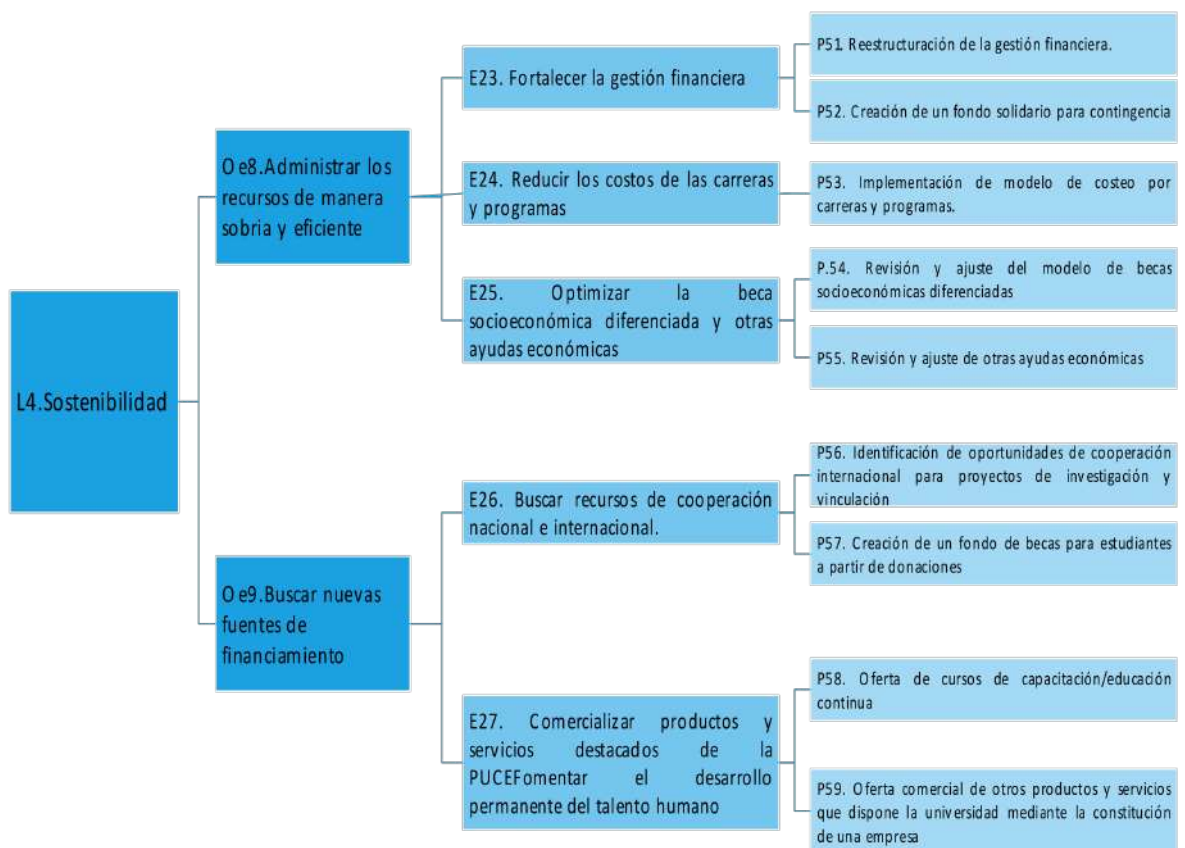 L4.Sostenibilidad
Oe8.Administrar los
recursos de manera
sobria y eficiente
E23. Fortalecer la gestión financiera
P51. Reestructuración de la gestión financiera.
P52. Creación de un fondo solidario para contingencia
E24. Reducir los costos de las carreras
y programas
P53. Implementación de modelo de costeo por
carreras y programas.
E25. Optimizar la beca
socioeconómica diferenciada y otras
ayudas económicas
P.54. Revisión y ajuste del modelo de becas
socioeconómicas diferenciadas
P55. Revisión y ajuste de otras ayudas económicas
Oe9.Buscar nuevas
fuentes de
financiamiento
E26. Buscar recursos de cooperación
nacional e internacional.
P56. Identificación de oportunidades de cooperación
internacional para proyectos de investigación y
vinculación
P57. Creación de un fondo de becas para estudiantes
a partir de donaciones
E27. Comercializar productos y
servicios destacados de la
PUCEFomentar el desarrollo
permanente del talento humano
P58. Oferta de cursos de capacitación/educación
continua
P59. Oferta comercial de otros productos y servicios
que dispone la universidad mediante la constitución
de una empresa